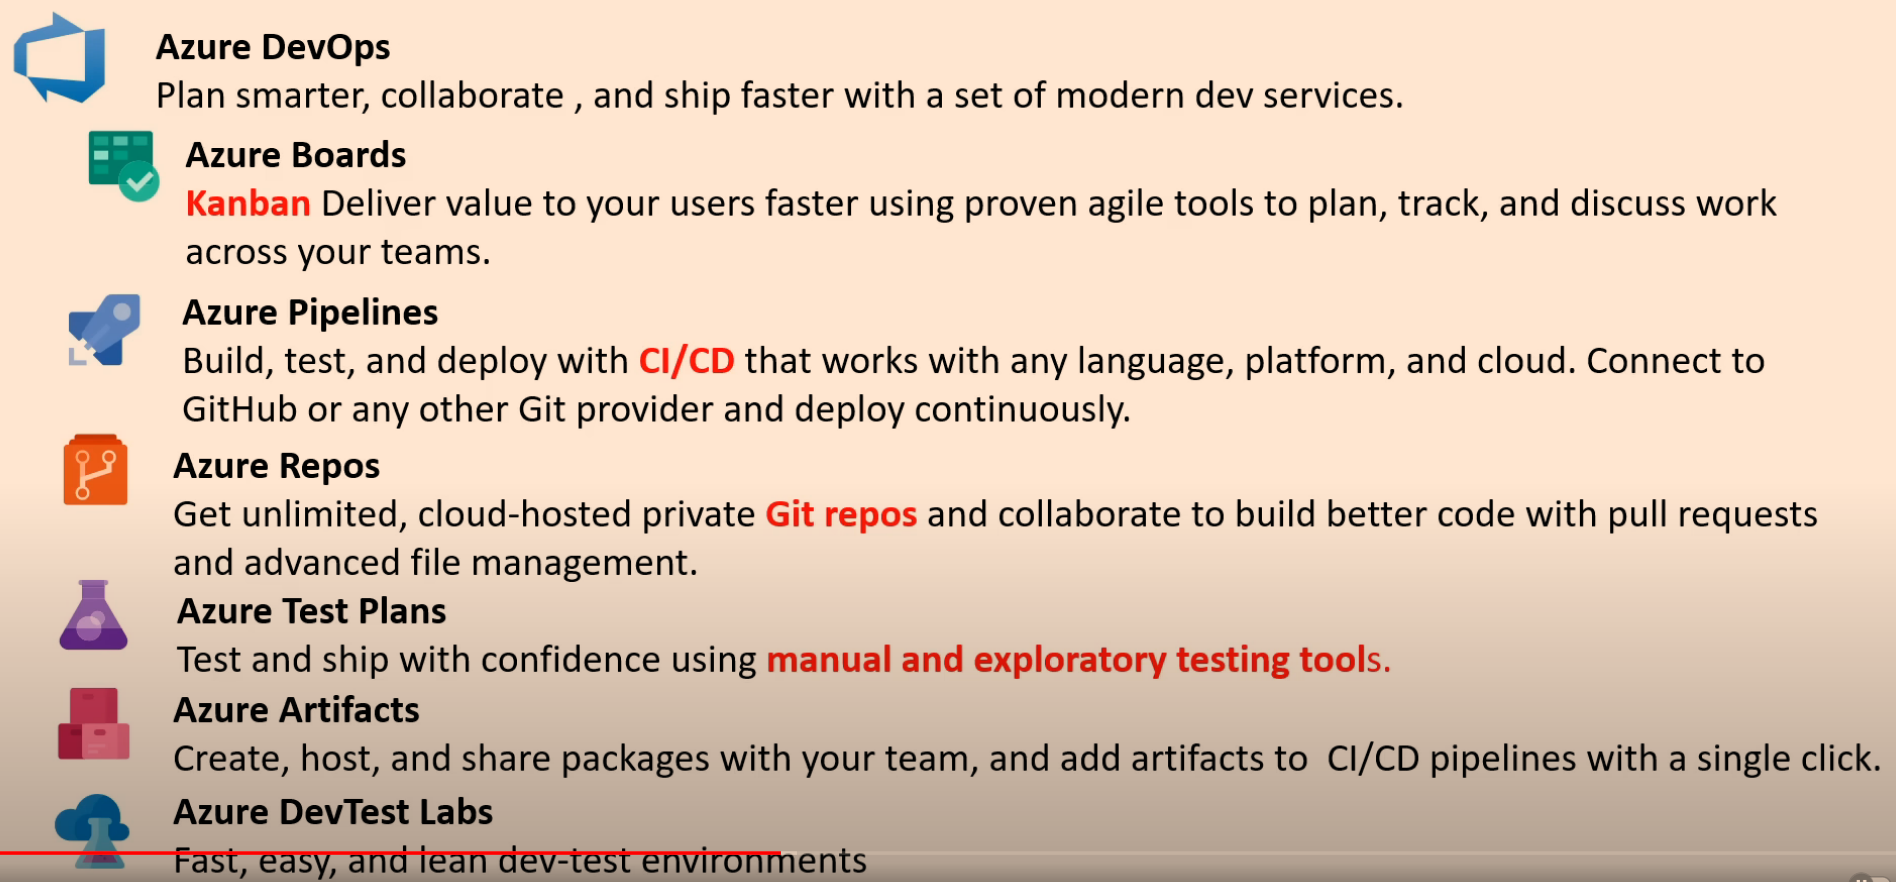 Azure DevOps
Plan smarter, collaborate , and ship faster with a set of modern dev services.
Azure Boards
Kanban Deliver value to your users faster using proven agile tools to plan, track, and discuss work
across your teams.
Azure Pipelines
Build, test, and deploy with CI/CD that works with any language, platform, and cloud. Connect to
GitHub or any other Git provider and deploy continuously.
Azure Repos
Get unlimited, cloud-hosted private Git repos and collaborate to build better code with pull requests
and advanced file management.
Azure Test Plans
Test and ship with confidence using manual and exploratory testing tools.
Azure Artifacts
Create, host, and share packages with your team, and add artifacts to  CI/CD pipelines with a single click.
Azure DevTest Labs
Fast, easy, and lean dev-test environments